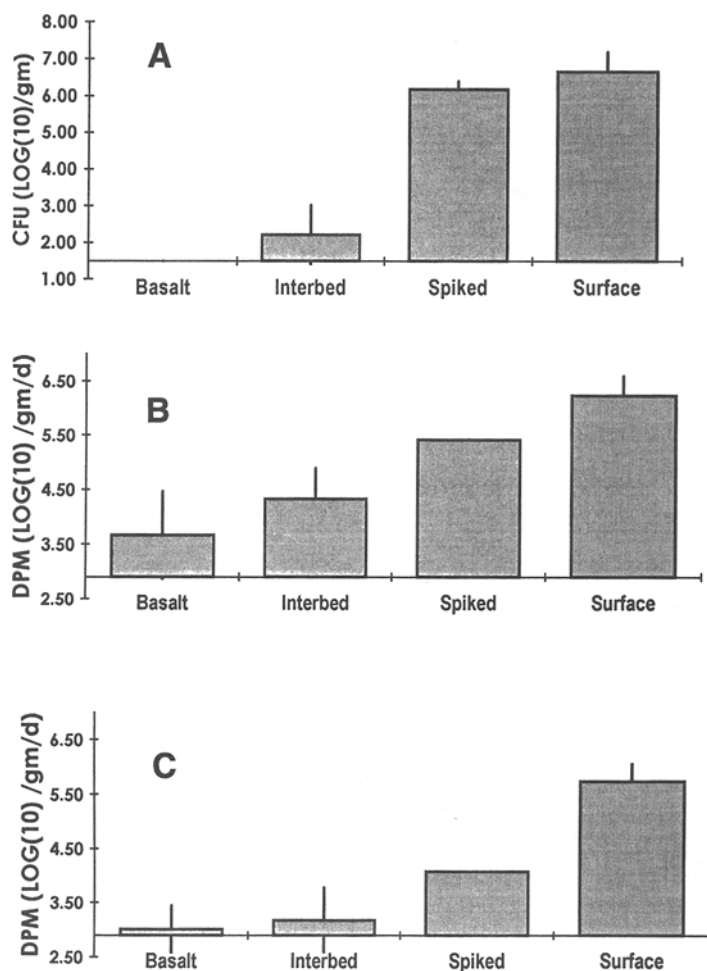 A
CFU (LOG(10)/gm)
8.00
7.00
6.00
5.00
4.00
3.00
2.00
1.00
Basalt Interbed Spiked Surface
B
DPM (LOG(10) /gm/d)
6.50
5.50
4.50
3.50
2.50
Basalt Interbed Spiked Surface
C
DPM (LOG(10) /gm/d)
6.50
5.50
4.50
3.50
2.50
Basalt Interbed Spiked Surface